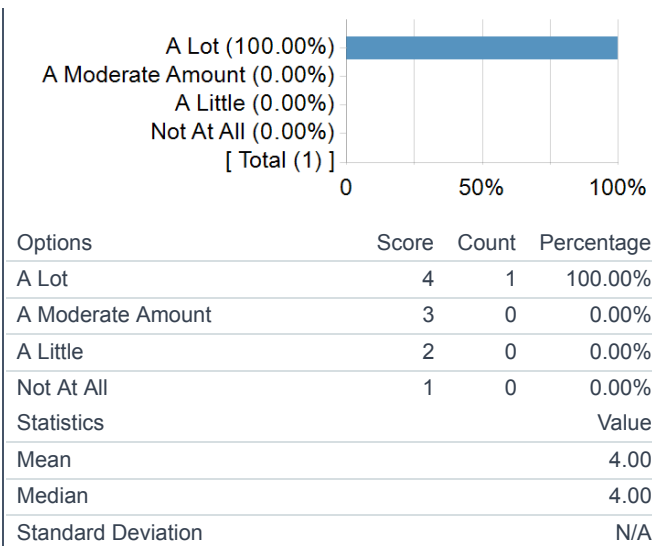 A Lot (100.00%)
A Moderate Amount (0.00%)
A Little (0.00%)
Not At All (0.00%)
[ Total (1) ]
0 50% 100%
Options Score Count Percentage
A Lot 4 1 100.00%
A Moderate Amount 3 0 0.00%
A Little 2 0 0.00%
Not At All 1 0 0.00%
Statistics Value
Mean 4.00
Median 4.00
Standard Deviation N/A